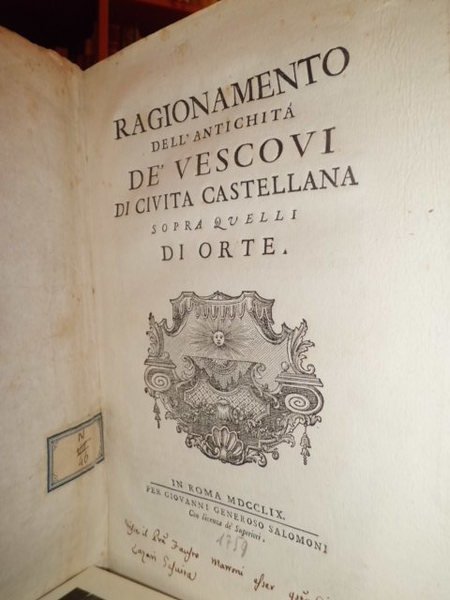 RAGIONAMENTO
DELL'ANTICHITÁ
DE' VESCOVI
DI CIVITA CASTELLANA
SOPRA QUELLI
DI ORTE.
N
46
IN ROMA MDCCLIX.
PER GIOVANNI GENEROSO SALOMONI
Con licenza de' Superiori.
1759
il